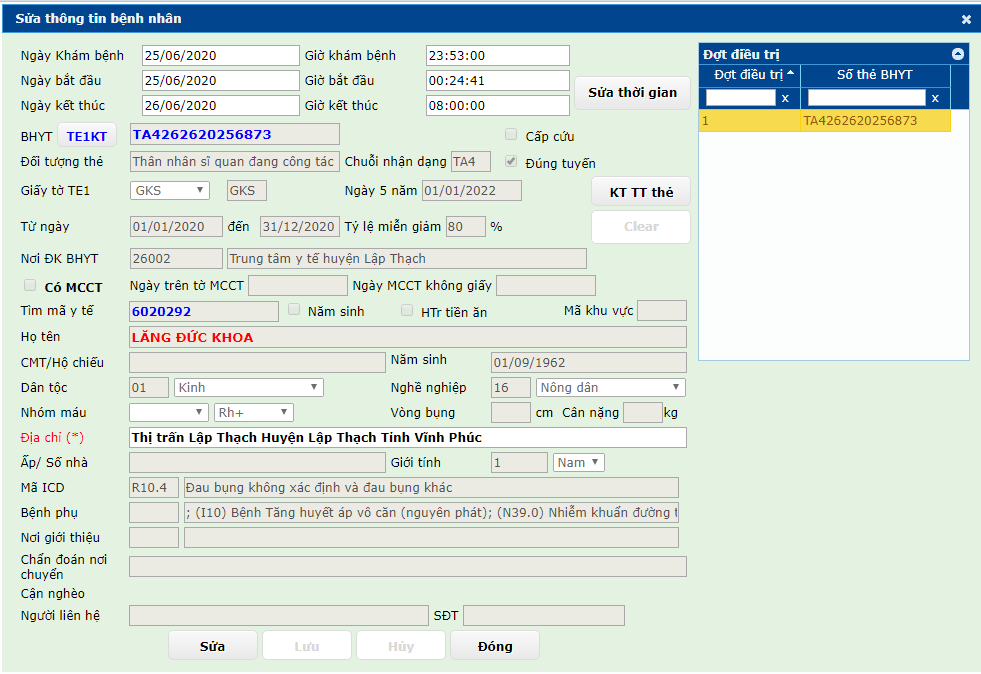 Sửa thông tin bệnh nhân
Ngày Khám bệnh 25/06/2020 Giờ khám bệnh 23:53:00
Ngày bắt đầu 25/06/2020 Giờ bắt đầu 00:24:41
Ngày kết thúc 26/06/2020 Giờ kết thúc 08:00:00
Sửa thời gian
BHYT TE1KT TA4262620256873 Cấp cứu
Đối tượng thẻ Thân nhân sĩ quan đang công tác Chuỗi nhận dạng TA4 Đúng tuyến
Giấy tờ TE1 GKS GKS Ngày 5 năm 01/01/2022 KT TT thẻ
Từ ngày 01/01/2020 đến 31/12/2020 Tỷ lệ miễn giảm 80 % Clear
Nơi ĐK BHYT 26002 Trung tâm y tế huyện Lập Thạch
Có MCCT Ngày trên tờ MCCT Ngày MCCT không giấy
Tìm mã y tế 6020292 Năm sinh HTr tiền ăn Mã khu vực
Họ tên LĂNG ĐỨC KHOA
CMT/Hộ chiếu Năm sinh 01/09/1962
Dân tộc 01 Kinh Nghề nghiệp 16 Nông dân
Nhóm máu Rh+ Vòng bụng cm Cân nặng kg
Địa chỉ (*) Thị trấn Lập Thạch Huyện Lập Thạch Tỉnh Vĩnh Phúc
Ấp/ Số nhà Giới tính 1 Nam
Mã ICD R10.4 Đau bụng không xác định và đau bụng khác
Bệnh phụ ; (I10) Bệnh Tăng huyết áp vô căn (nguyên phát); (N39.0) Nhiễm khuẩn đường t
Nơi giới thiệu
Chẩn đoán nơi
chuyển
Cận nghèo
Người liên hệ SĐT
Sửa Lưu Hủy Đóng
Đợt điều trị
Đợt điều trị Số thẻ BHYT
x x
1 TA4262620256873